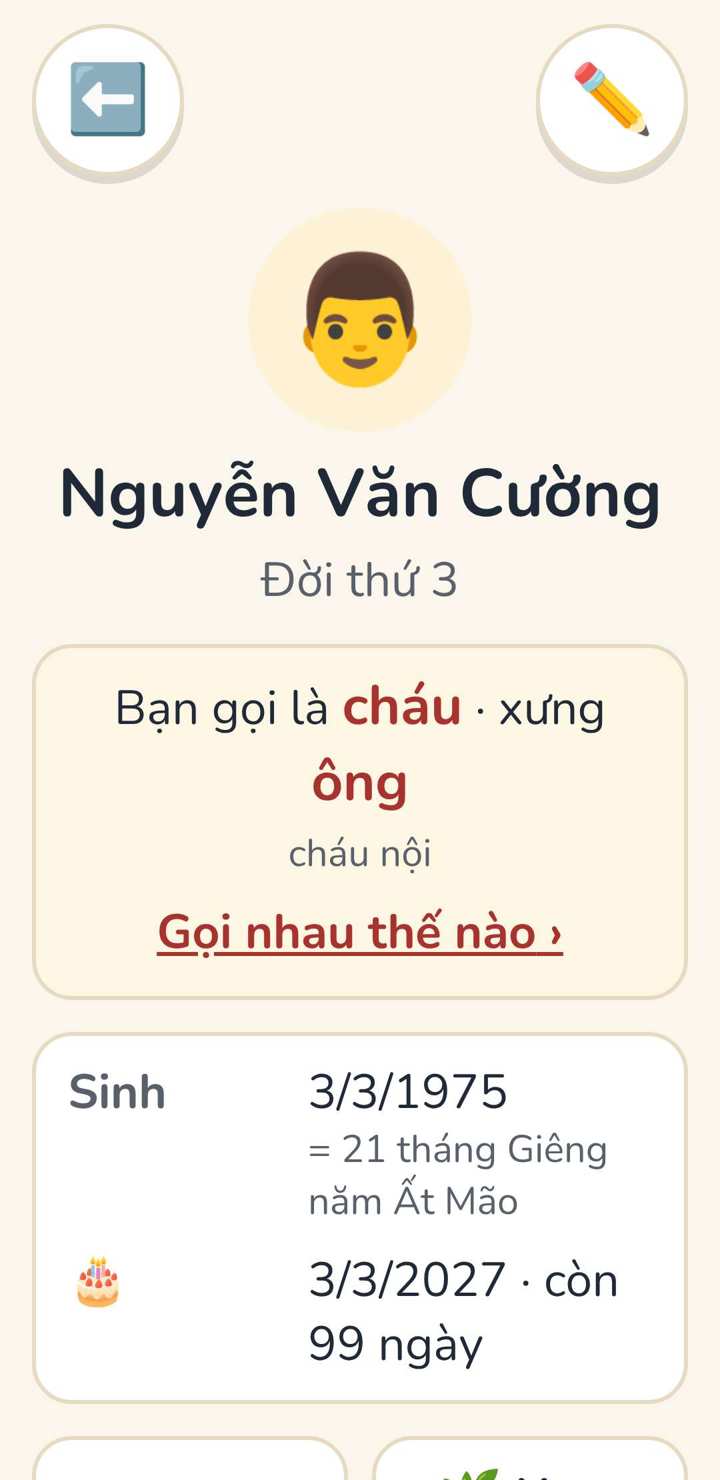 Nguyễn Văn Cường
Đời thứ 3
Bạn gọi là cháu · xưng
ông
cháu nội
Gọi nhau thế nào ›
Sinh
3/3/1975
= 21 tháng Giêng
năm Ất Mão
3/3/2027 · còn
99 ngày